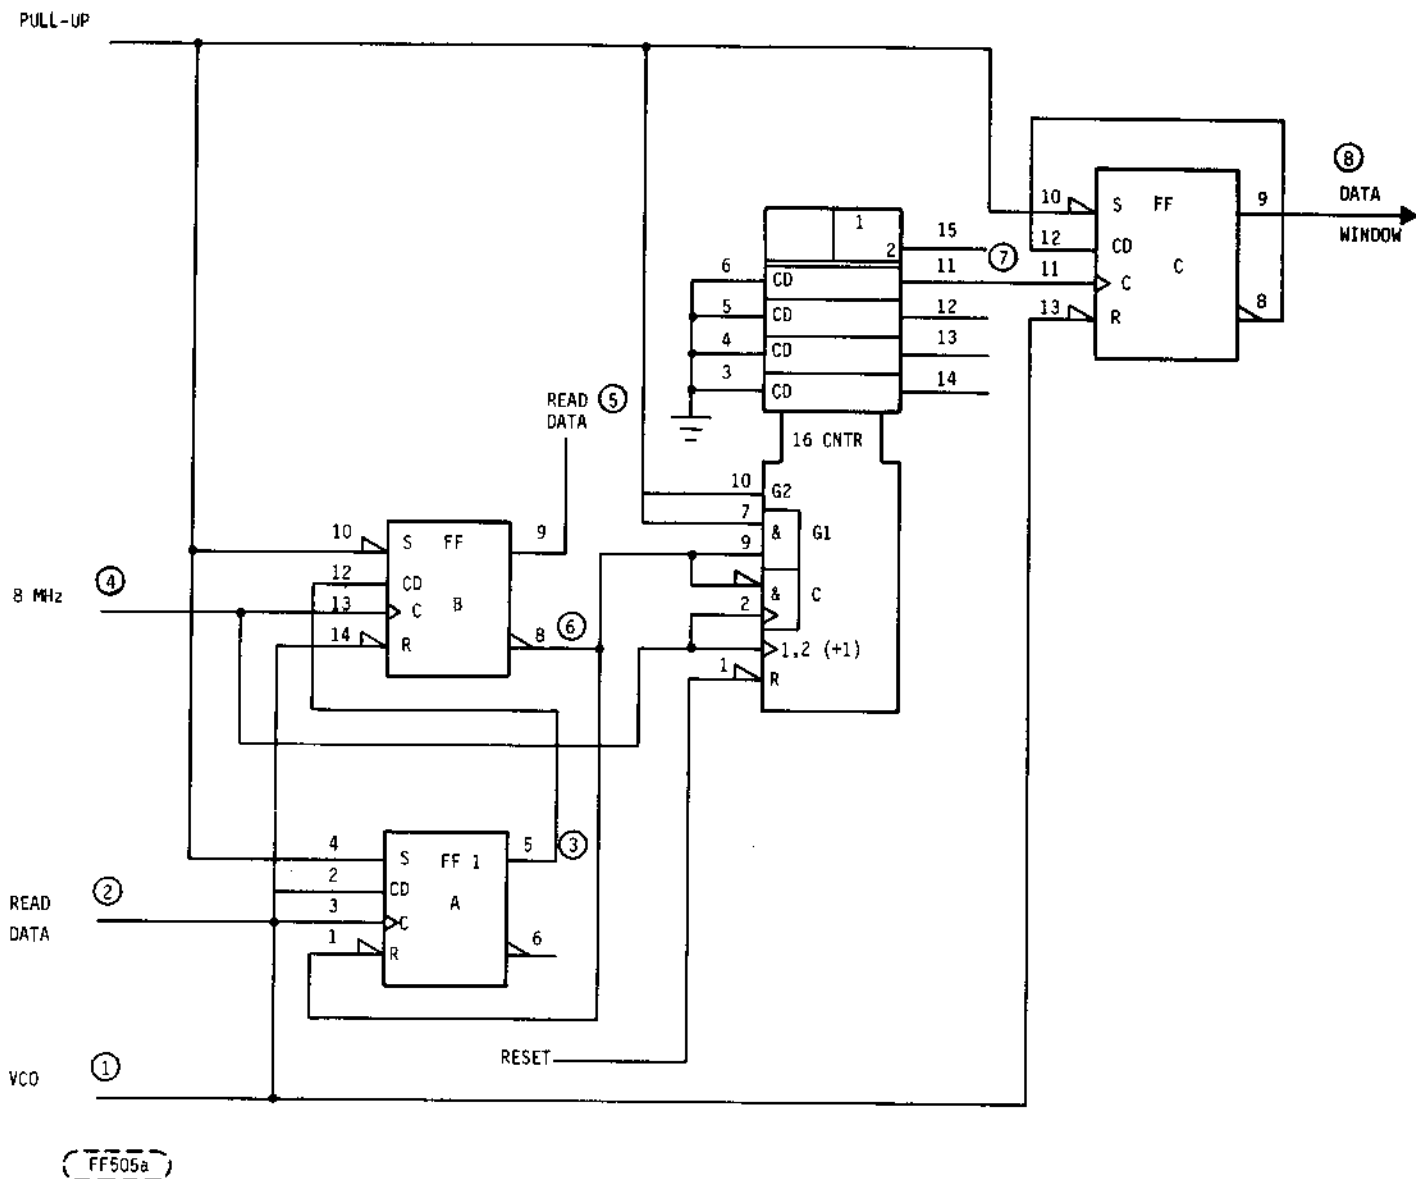 PULL-UP
8
DATA
WINDOW
10
S
FF
9
12
CD
C
11
C
8
13
R
1
2
15
7
6
CD
11
5
CD
12
4
CD
13
3
CD
14
16 CNTR
READ
DATA
5
10
G2
7
&
G1
9
&
C
2
1,2 (+1)
1
R
8 MHz
4
10
S
FF
9
12
CD
13
C
B
14
R
8
6
4
S
FF 1
5
3
2
CD
A
3
C
1
R
6
READ
DATA
2
RESET
VCO
1
FF505a